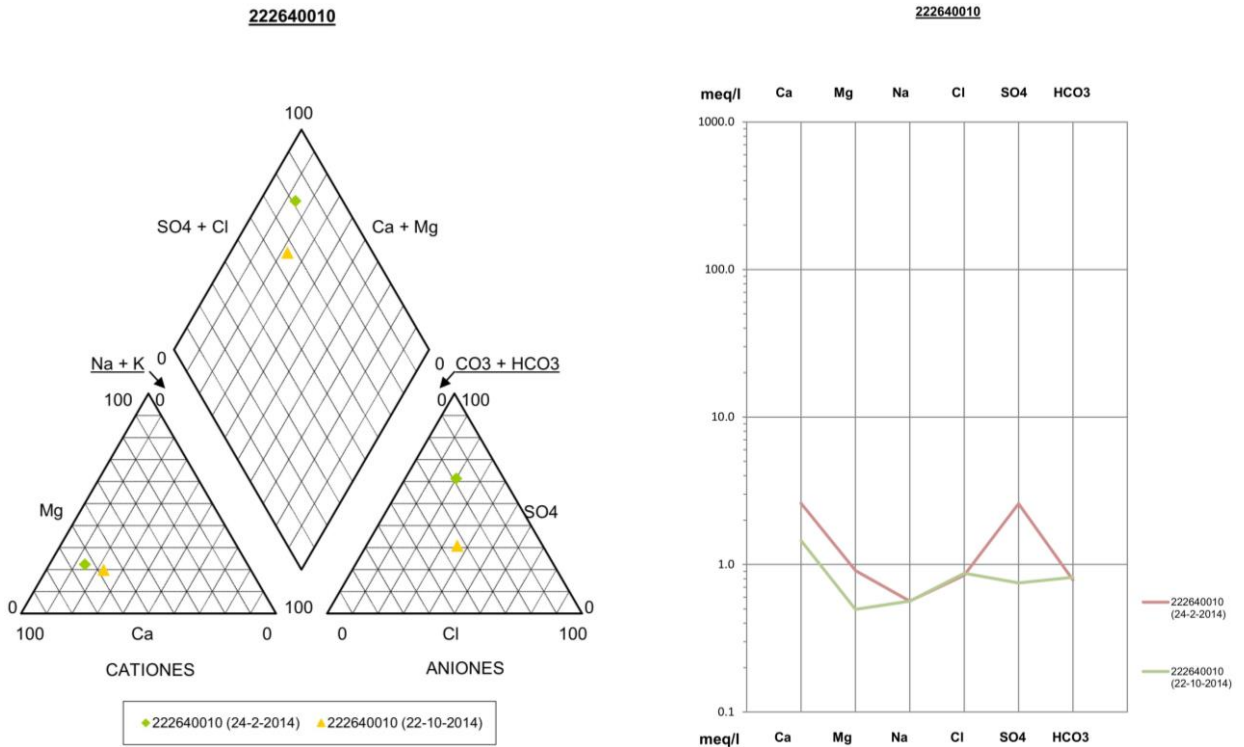 222640010
100
SO4 + Cl
Ca + Mg
0
0
Na + K
CO3 + HCO3
100
0
0
100
Mg
SO4
0
100
0
100
Ca
0
0
Cl
100
CATIONES
ANIONES
222640010 (24-2-2014)
222640010 (22-10-2014)
222640010
meq/l Ca Mg Na Cl SO4 HCO3
1000.0
100.0
10.0
1.0
0.1
222640010
(24-2-2014)
222640010
(22-10-2014)
meq/l Ca Mg Na Cl SO4 HCO3